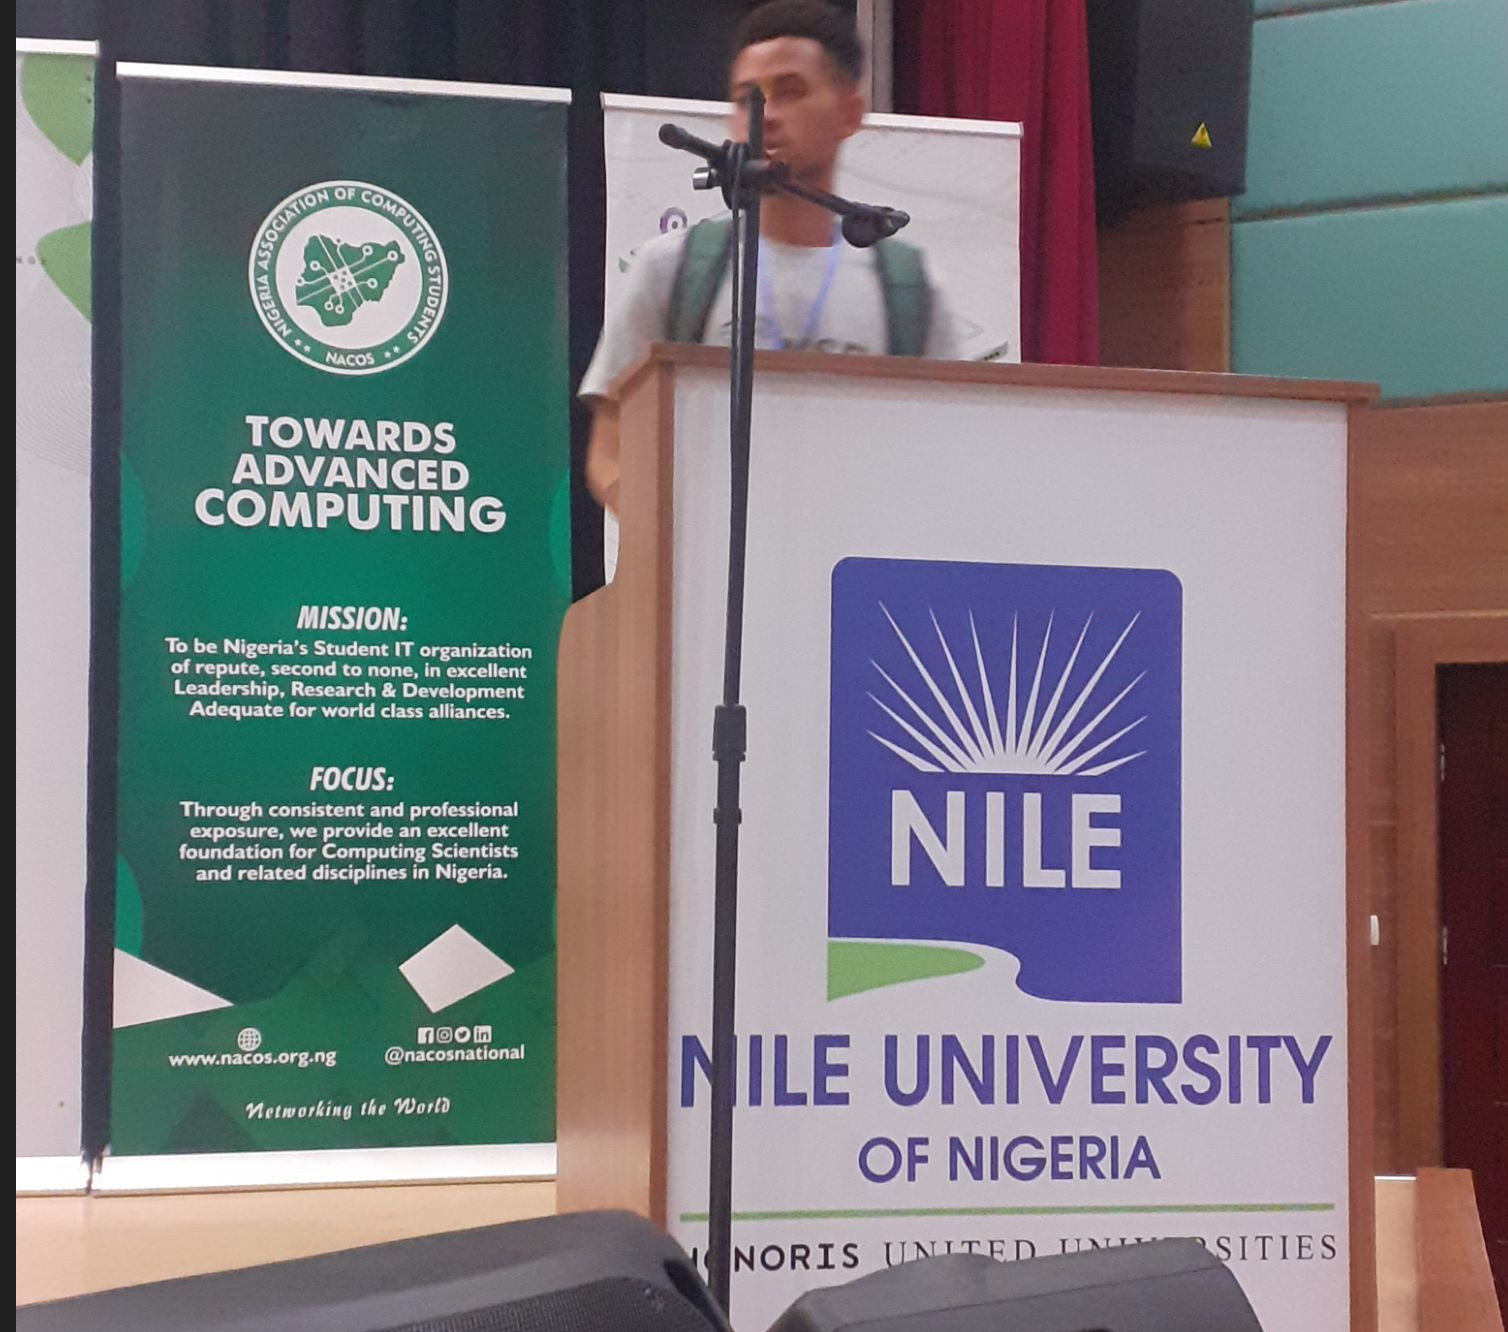 NIGERIA ASSOCIATION OF COMPUTING STUDENTS
** NACOS **
TOWARDS
ADVANCED
COMPUTING
MISSION:
To be Nigeria's Student IT organization
of repute, second to none, in excellent
Leadership, Research & Development
Adequate for world class alliances.
FOCUS:
Through consistent and professional
exposure, we provide an excellent
foundation for Computing Scientists
and related disciplines in Nigeria.
www.nacos.org.ng
@nacosnational
Networking the World
NILE
NILE UNIVERSITY
OF NIGERIA
HONORIS UNITED UNIVERSITIES